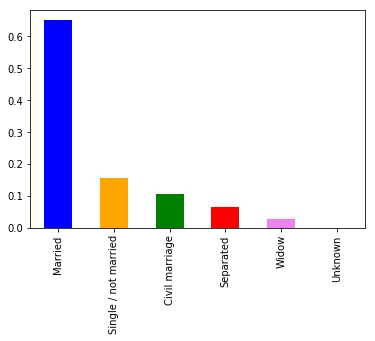 0.6
0.5
0.4
0.3
0.2
0.1
0.0
Married
Single / not married
Civil marriage
Separated
Widow
Unknown